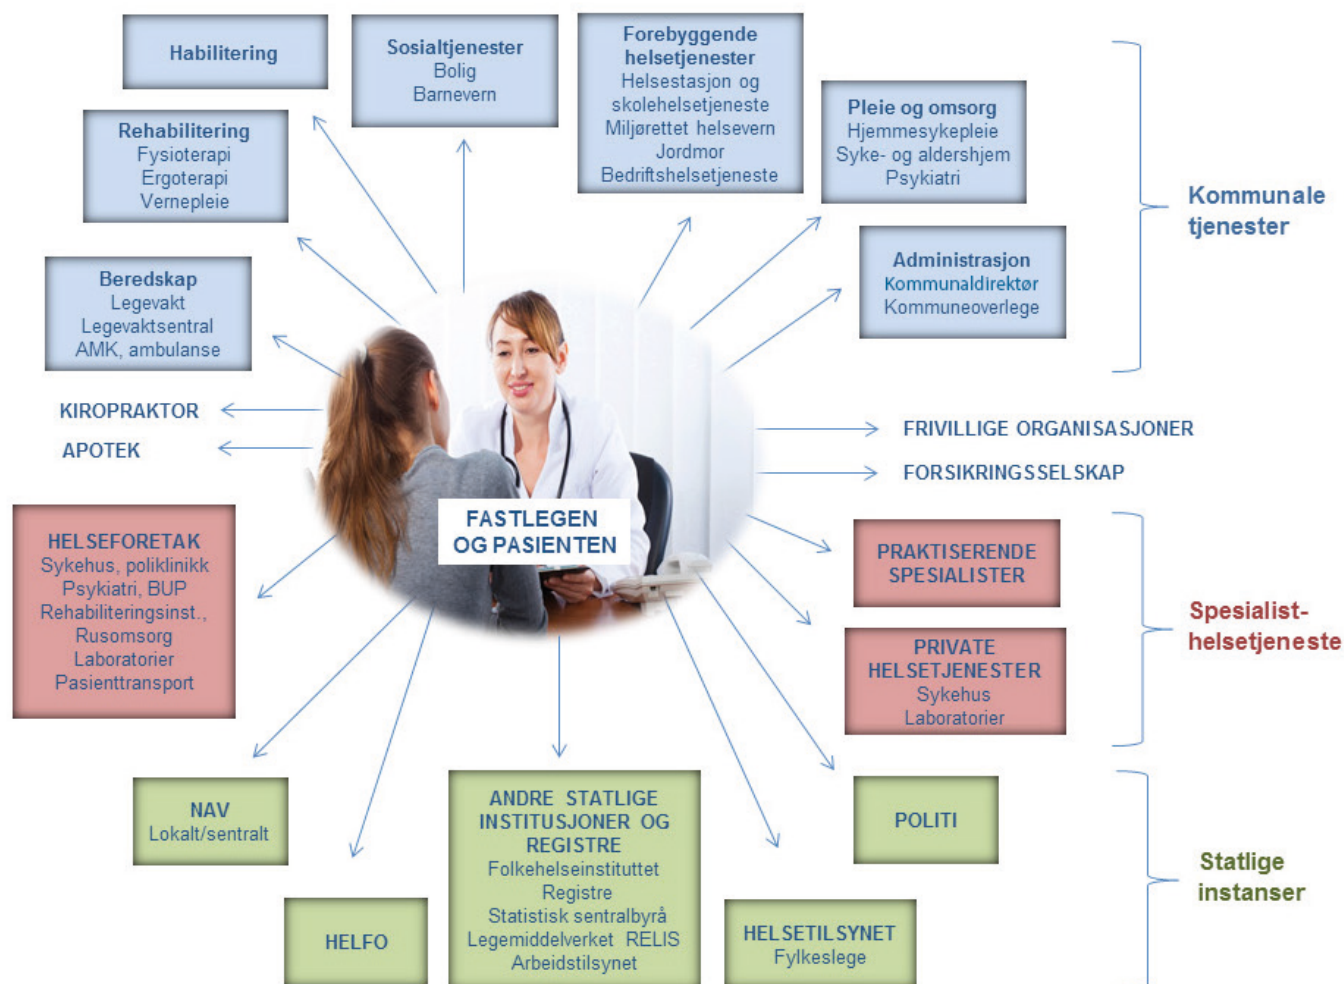 Habilitering
Sosialtjenester
Bolig
Barnevern
Forebyggende
helsetjenester
Helsestasjon og
skolehelsetjeneste
Miljørettet helsevern
Jordmor
Bedriftshelsetjeneste
Pleie og omsorg
Hjemmesykepleie
Syke- og aldershjem
Psykiatri
Rehabilitering
Fysioterapi
Ergoterapi
Vernepleie
Kommunale
tjenester
Administrasjon
Kommunaldirektør
Kommuneoverlege
Beredskap
Legevakt
Legevaktsentral
AMK, ambulanse
KIROPRAKTOR
APOTEK
FRIVILLIGE ORGANISASJONER
FORSIKRINGSSELSKAP
FASTLEGEN
OG PASIENTEN
HELSEFORETAK
Sykehus, poliklinikk
Psykiatri, BUP
Rehabiliteringsinst.,
Rusomsorg
Laboratorier
Pasienttransport
PRAKTISERENDE
SPESIALISTER
PRIVATE
HELSETJENESTER
Sykehus
Laboratorier
Spesialist-
helsetjeneste
NAV
Lokalt/sentralt
HELFO
ANDRE STATLIGE
INSTITUSJONER OG
REGISTRE
Folkehelseinstituttet
Registre
Statistisk sentralbyrå
Legemiddelverket RELIS
Arbeidstilsynet
HELSETILSYNET
Fylkeslege
POLITI
Statlige
instanser